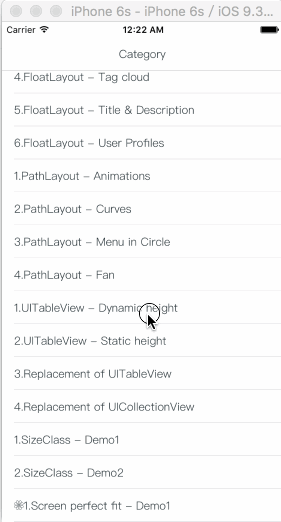 iPhone 6s - iPhone 6s / iOS 9.3...
Carrier 12:22 AM
Category
4.FloatLayout - Tag cloud
5.FloatLayout - Title & Description
6.FloatLayout - User Profiles
1.PathLayout - Animations
2.PathLayout - Curves
3.PathLayout - Menu in Circle
4.PathLayout - Fan
1.UITableView - Dynamic height
2.UITableView - Static height
3.Replacement of UITableView
4.Replacement of UICollectionView
1.SizeClass - Demo1
2.SizeClass - Demo2
❁1.Screen perfect fit - Demo1